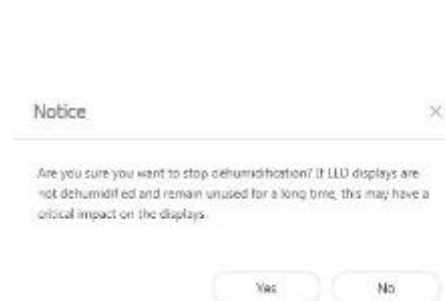 Notice
Are you sure you want to stop dehumidification? If LED displays are
not dehumidified and remain unused for a long time, this may have a
critical impact on the displays.
Yes No